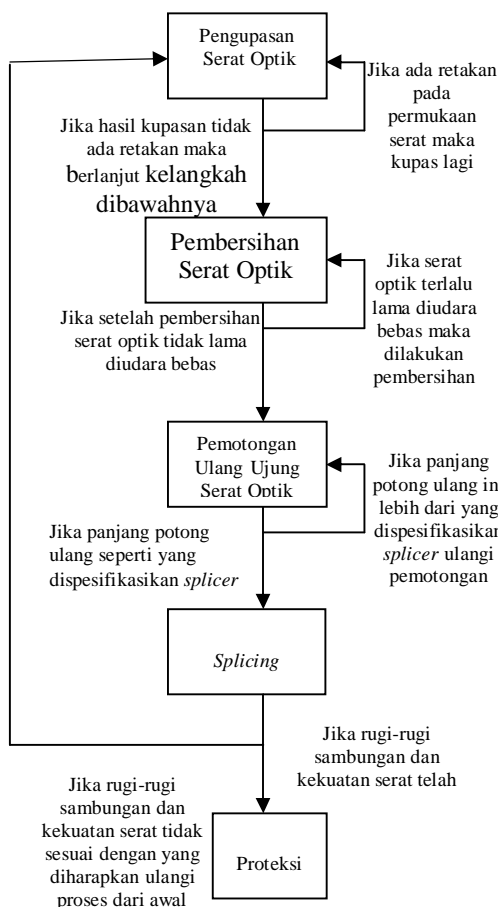 Pengupasan
Serat Optik
Jika ada retakan
pada
permukaan
serat maka
kupas lagi
Jika hasil kupasan tidak
ada retakan maka
berlanjut kelangkah
dibawahnya
Pembersihan
Serat Optik
Jika serat
optik terlalu
lama diudara
bebas maka
dilakukan
pembersihan
Jika setelah pembersihan
serat optik tidak lama
diudara bebas
Pemotongan
Ulang Ujung
Serat Optik
Jika panjang
potong ulang in
lebih dari yang
dispesifikasikan
splicer ulangi
pemotongan
Jika panjang potong
ulang seperti yang
dispesifikasikan splicer
Splicing
Jika rugi-rugi
sambungan dan
kekuatan serat telah
Jika rugi-rugi
sambungan dan
kekuatan serat tidak
sesuai dengan yang
diharapkan ulangi
proses dari awal
Proteksi